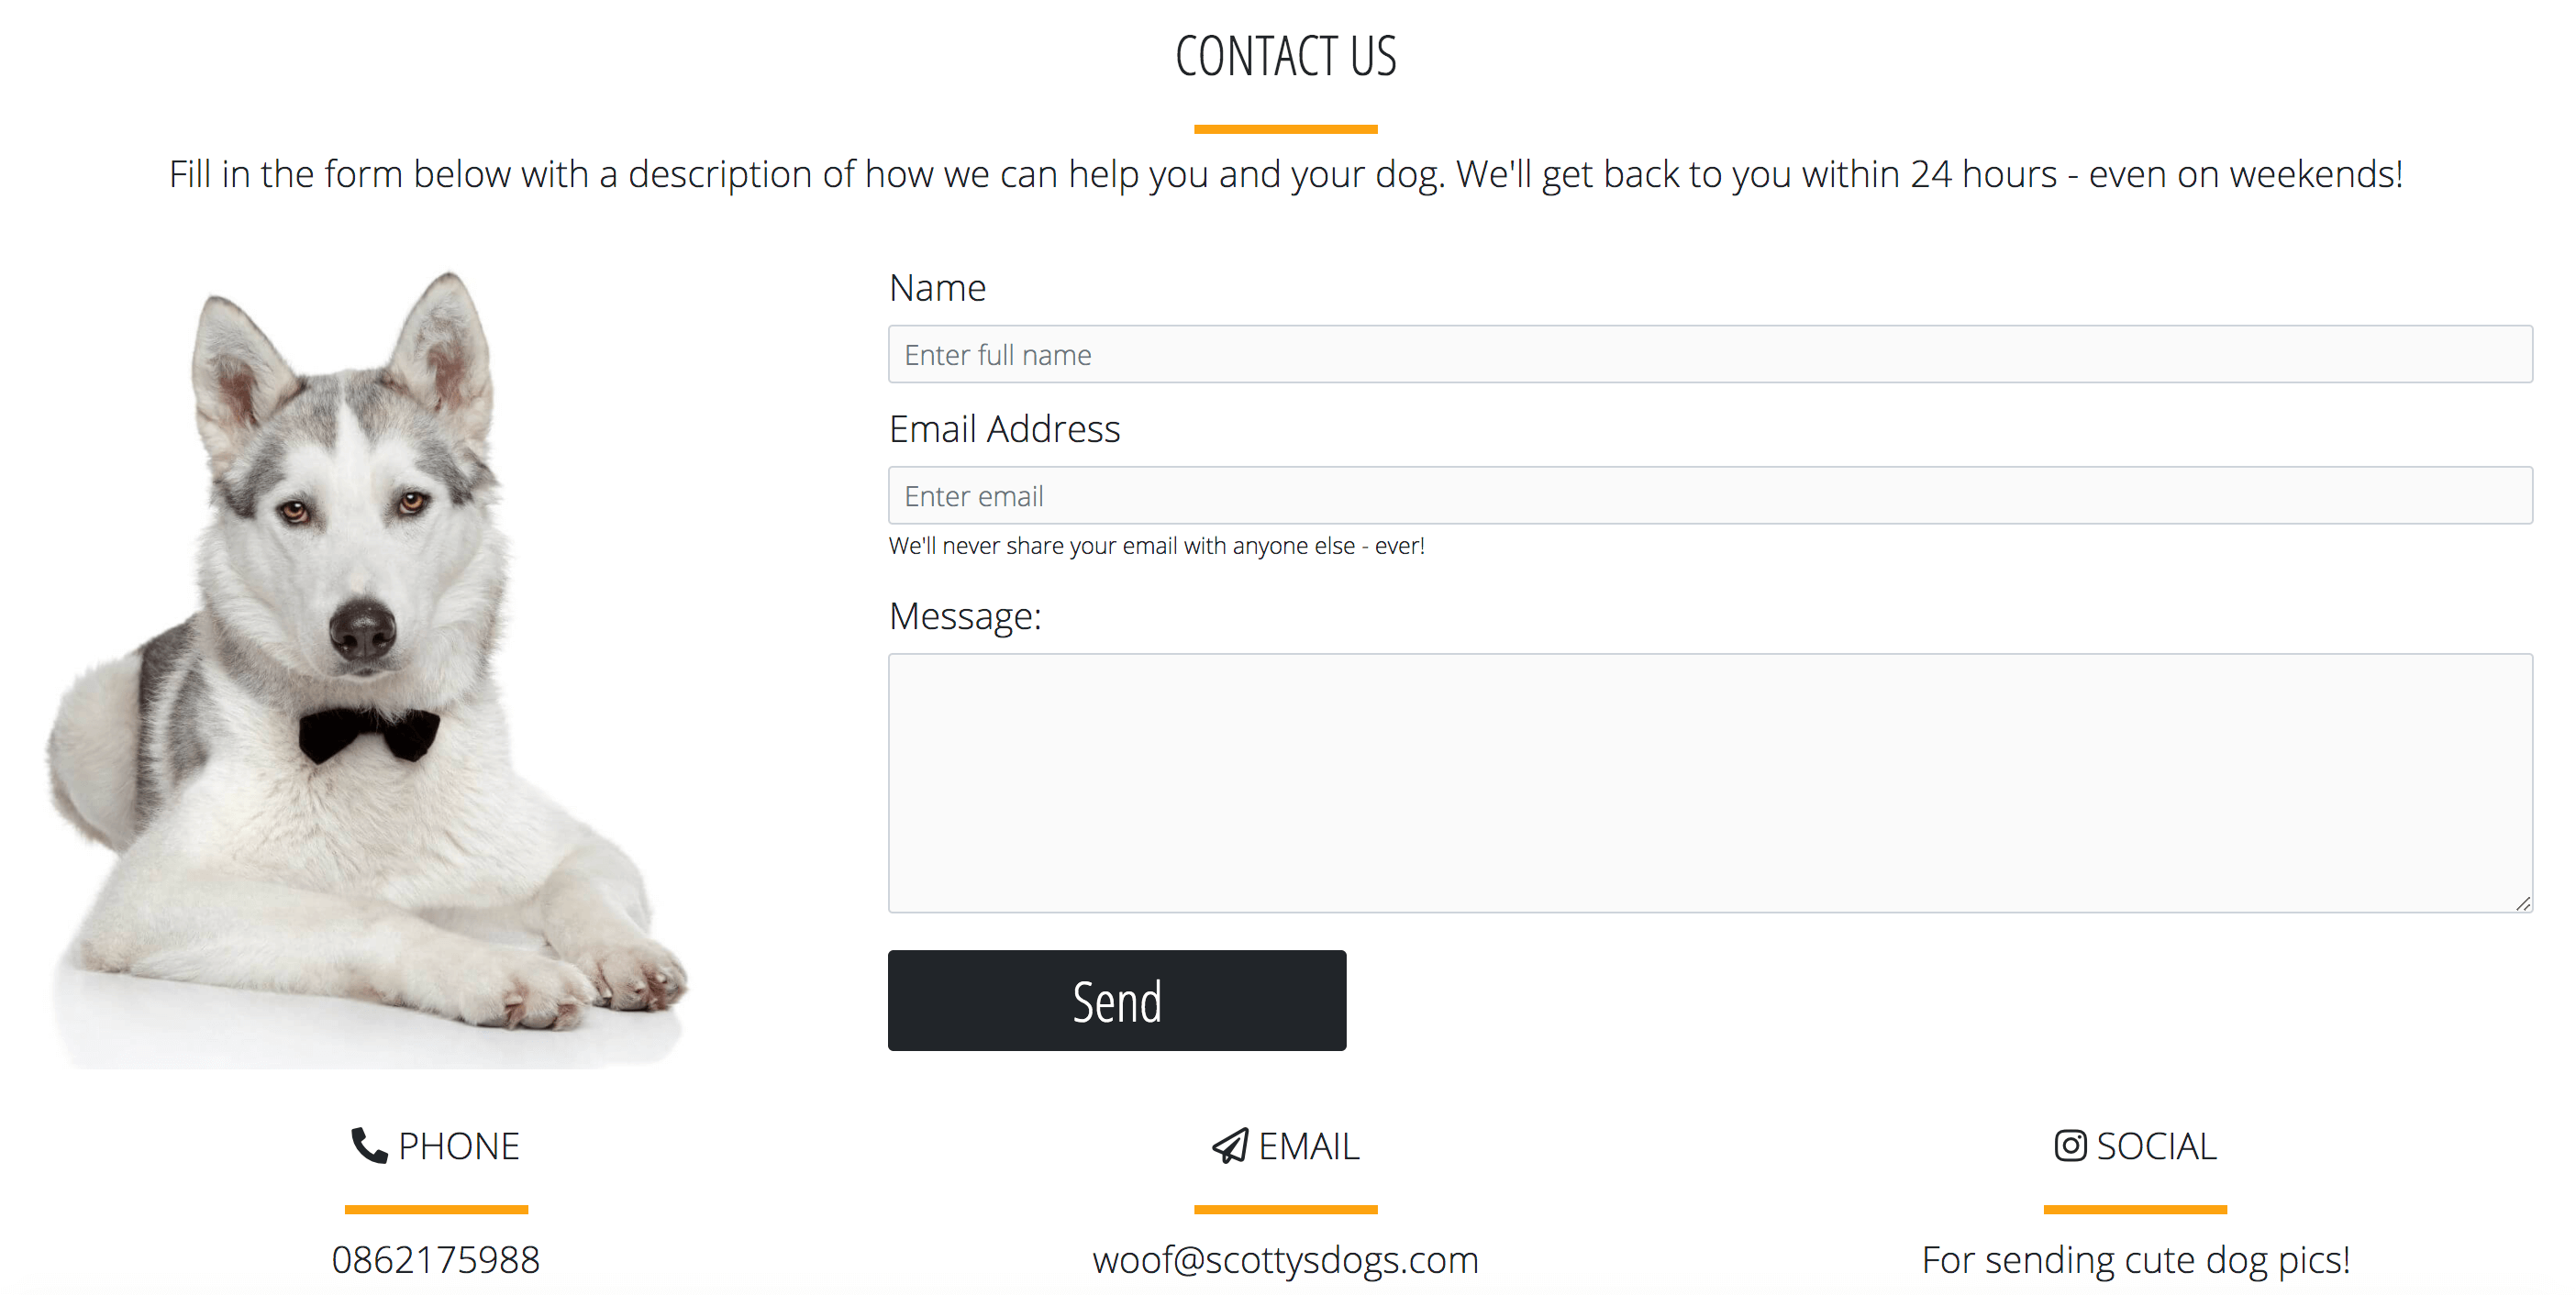 CONTACT US
Fill in the form below with a description of how we can help you and your dog. We'll get back to you within 24 hours - even on weekends!
Name
Enter full name
Email Address
Enter email
We'll never share your email with anyone else - ever!
Message:
Send
PHONE
0862175988
EMAIL
woof@scottysdogs.com
SOCIAL
For sending cute dog pics!